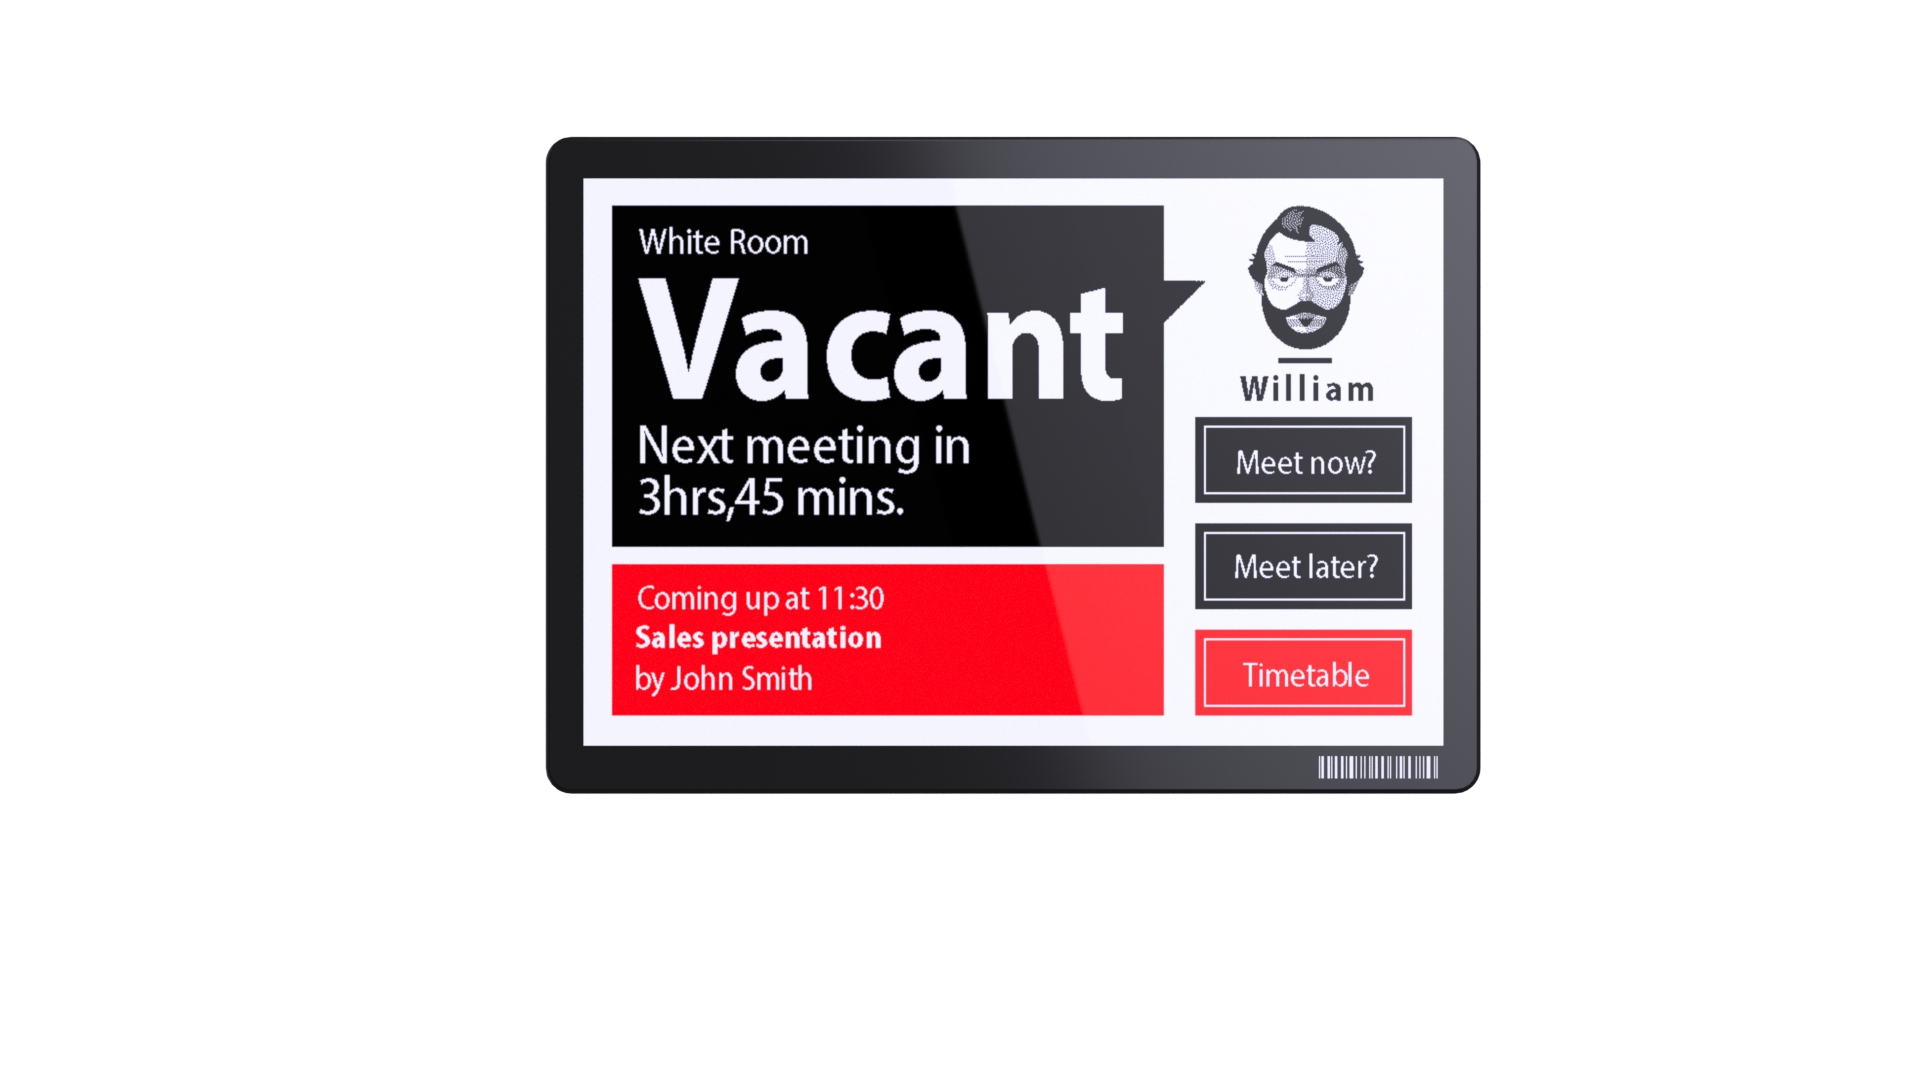 White Room
Vacant
Next meeting in
3hrs,45 mins.
Coming up at 11:30
Sales presentation
by John Smith
William
Meet now?
Meet later?
Timetable